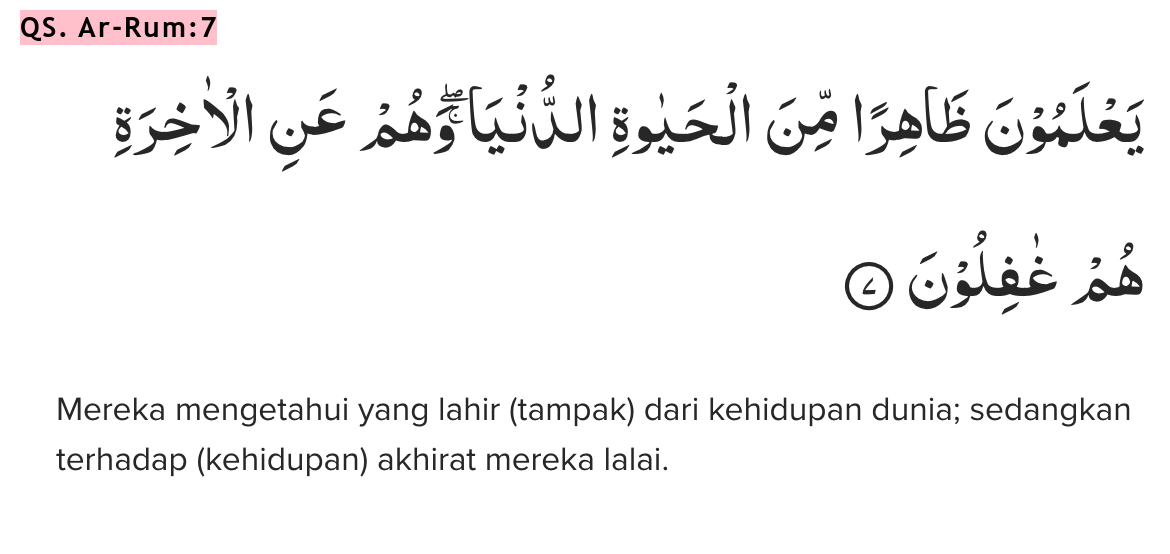 QS. Ar-Rum:7
يَعْلَمُوْنَ ظَاهِرًا مِّنَ الْحَيٰوةِ الدُّنْيَاۖ وَهُمْ عَنِ الْاٰخِرَةِ
هُمْ غٰفِلُوْنَ ٧
Mereka mengetahui yang lahir (tampak) dari kehidupan dunia; sedangkan
terhadap (kehidupan) akhirat mereka lalai.